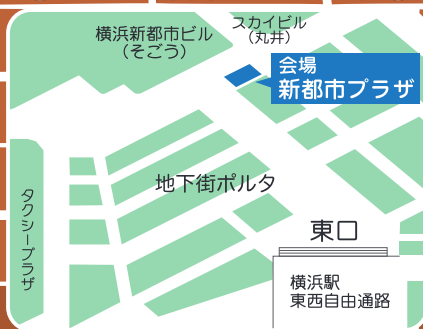 横浜新都市ビル
(そごう)
スカイビル
(丸井)
会場
新都市プラザ
地下街ポルタ
タクシープラザ
東口
横浜駅
東西自由通路